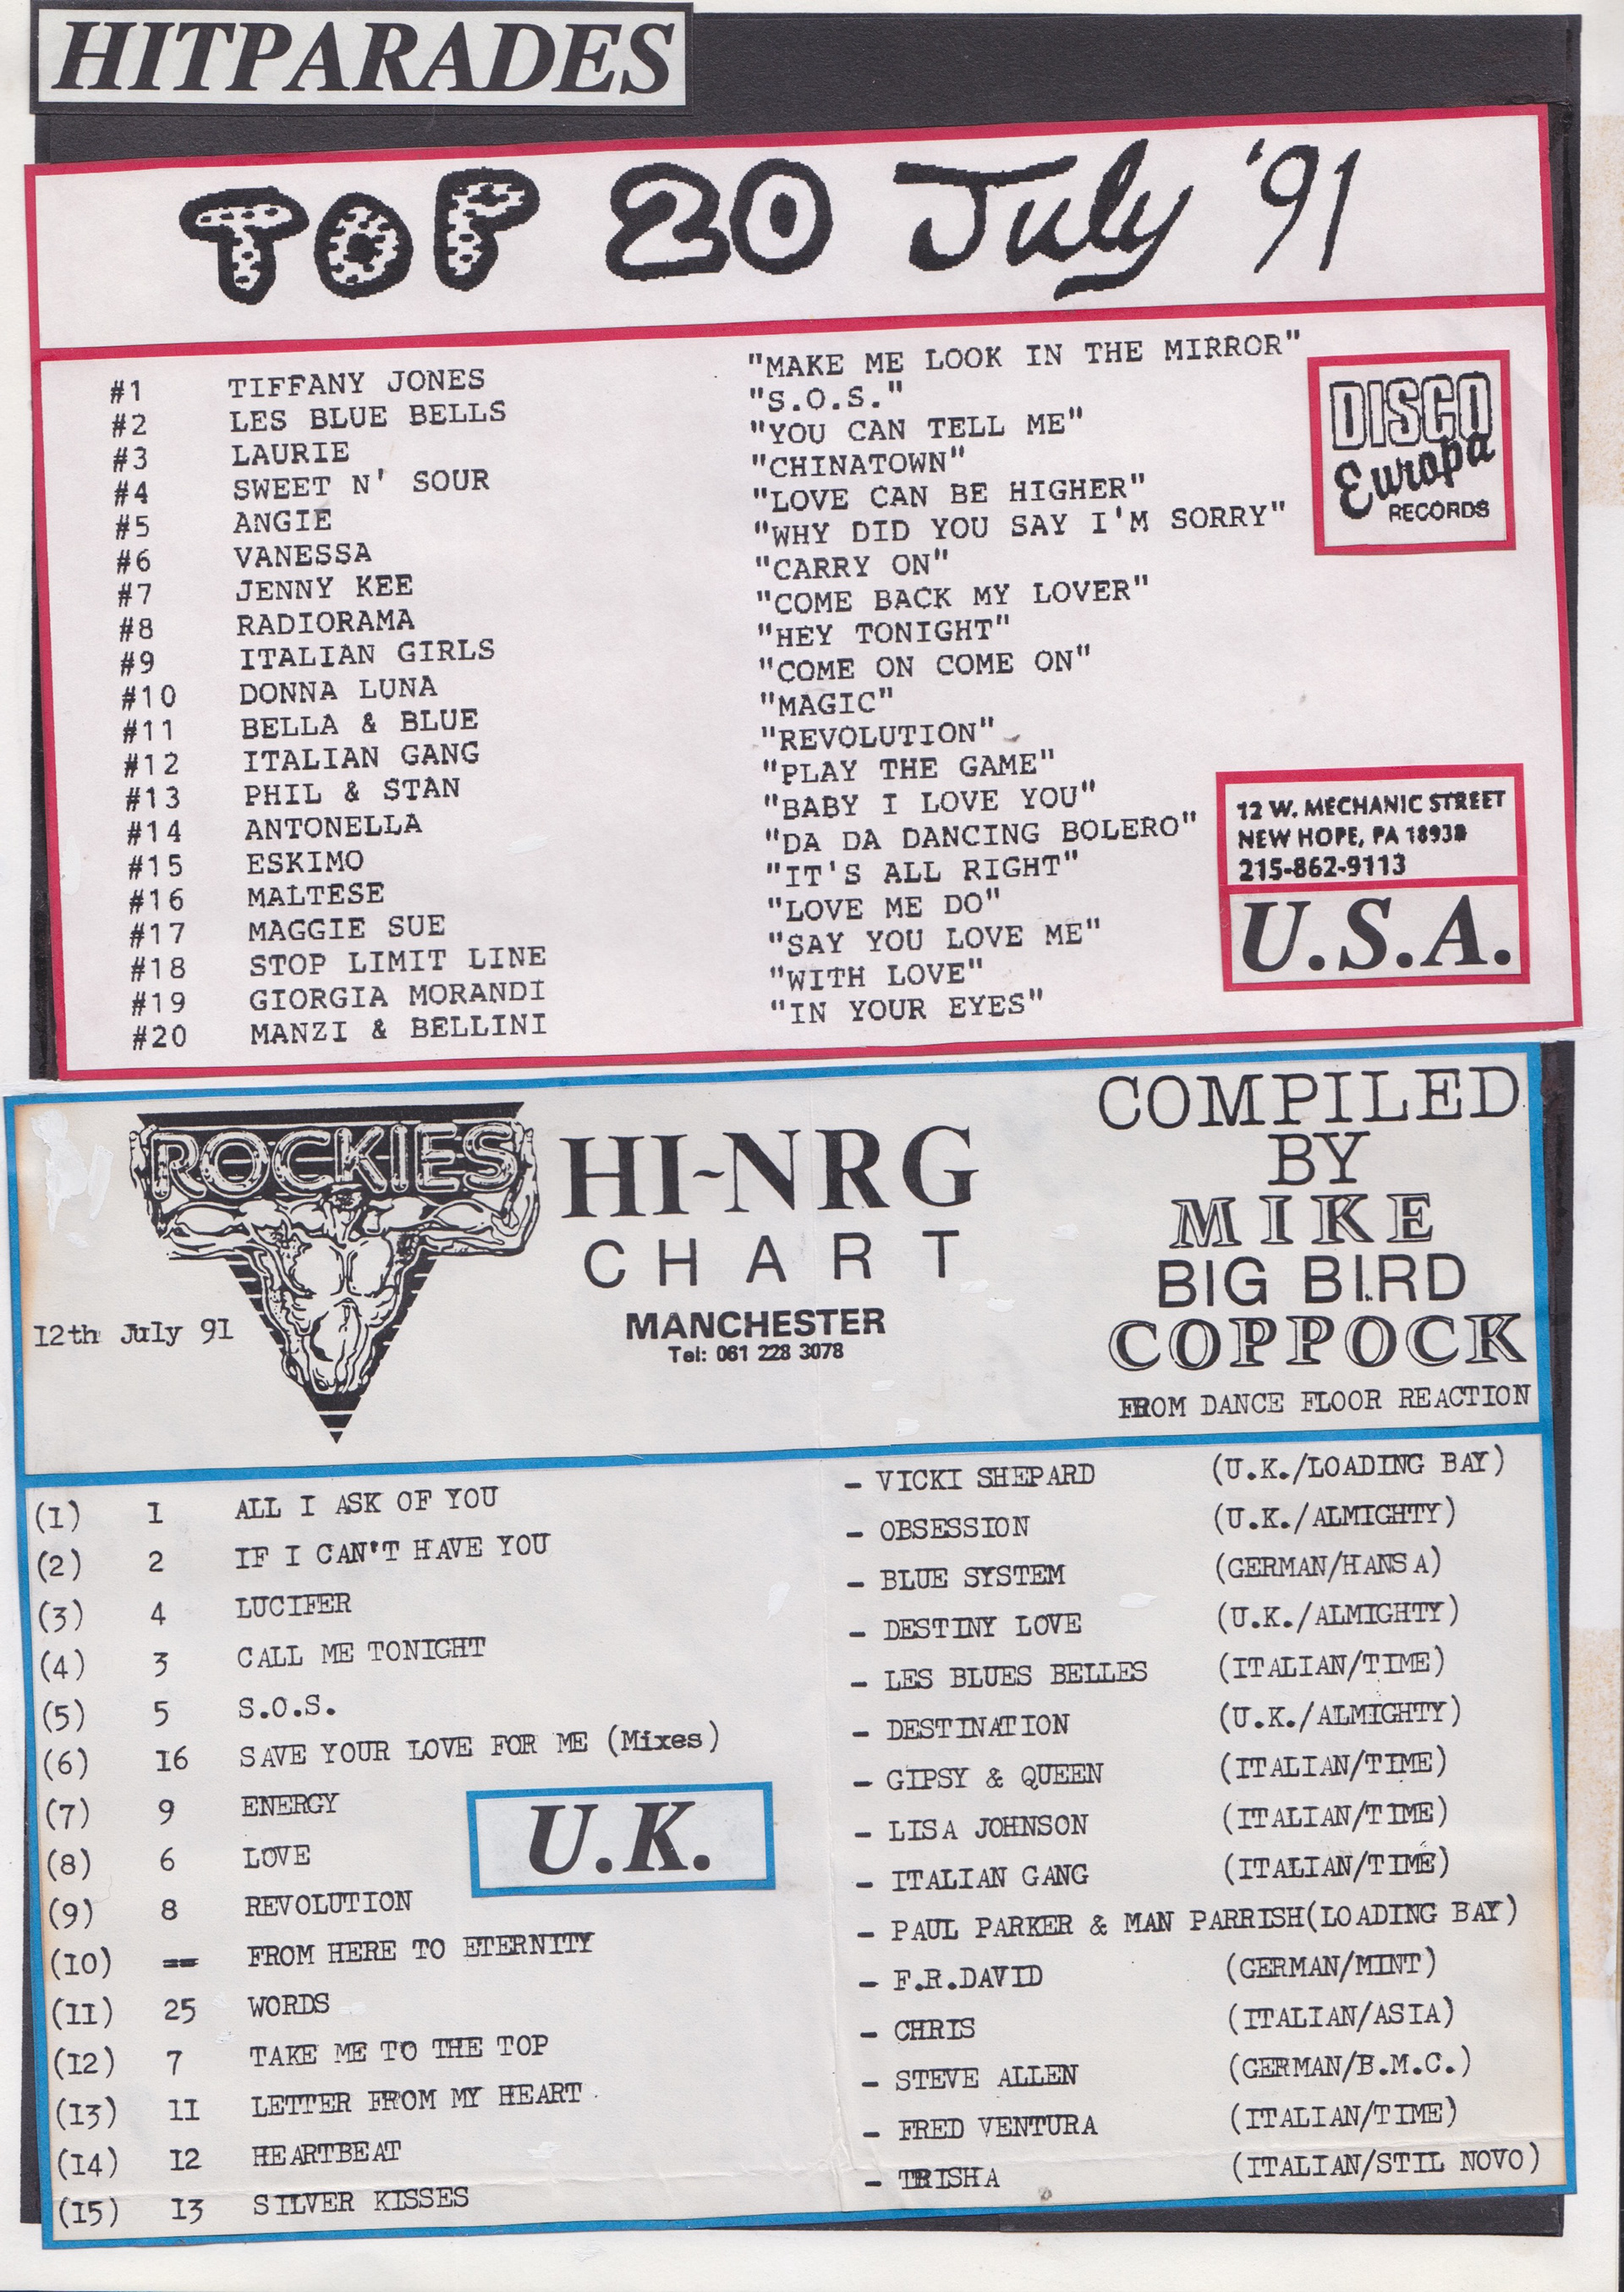 HITPARADES
TOP 20 July '91
#1 TIFFANY JONES "MAKE ME LOOK IN THE MIRROR"
#2 LES BLUE BELLS "S.O.S."
#3 LAURIE "YOU CAN TELL ME"
#4 SWEET N' SOUR "CHINATOWN"
#5 ANGIE "LOVE CAN BE HIGHER"
#6 VANESSA "WHY DID YOU SAY I'M SORRY"
#7 JENNY KEE "CARRY ON"
#8 RADIORAMA "COME BACK MY LOVER"
#9 ITALIAN GIRLS "HEY TONIGHT"
#10 DONNA LUNA "COME ON COME ON"
#11 BELLA & BLUE "MAGIC"
#12 ITALIAN GANG "REVOLUTION"
#13 PHIL & STAN "PLAY THE GAME"
#14 ANTONELLA "BABY I LOVE YOU"
#15 ESKIMO "DA DA DANCING BOLERO"
#16 MALTESE "IT'S ALL RIGHT"
#17 MAGGIE SUE "LOVE ME DO"
#18 STOP LIMIT LINE "SAY YOU LOVE ME"
#19 GIORGIA MORANDI "WITH LOVE"
#20 MANZI & BELLINI "IN YOUR EYES"
DISCO
Europa
RECORDS
12 W. MECHANIC STREET
NEW HOPE, PA 18938
215-862-9113
U.S.A.
ROCKIES
12th July 91
HI-NRG
CHART
MANCHESTER
Tel: 061 228 3078
COMPILED
BY
MIKE
BIG BIRD
COPPOCK
FROM DANCE FLOOR REACTION
(1) 1 ALL I ASK OF YOU - VICKI SHEPARD (U.K./LOADING BAY)
(2) 2 IF I CAN'T HAVE YOU - OBSESSION (U.K./ALMIGHTY)
(3) 4 LUCIFER - BLUE SYSTEM (GERMAN/HANSA)
(4) 3 CALL ME TONIGHT - DESTINY LOVE (U.K./ALMIGHTY)
(5) 5 S.O.S. - LES BLUES BELLES (ITALIAN/TIME)
(6) 16 SAVE YOUR LOVE FOR ME (Mixes) - DESTINATION (U.K./ALMIGHTY)
(7) 9 ENERGY - GIPSY & QUEEN (ITALIAN/TIME)
(8) 6 LOVE - LISA JOHNSON (ITALIAN/TIME)
(9) 8 REVOLUTION - ITALIAN GANG (ITALIAN/TIME)
(10) -- FROM HERE TO ETERNITY - PAUL PARKER & MAN PARRISH(LOADING BAY)
(11) 25 WORDS - F.R.DAVID (GERMAN/MINT)
(12) 7 TAKE ME TO THE TOP - CHRIS (ITALIAN/ASIA)
(13) 11 LETTER FROM MY HEART - STEVE ALLEN (GERMAN/B.M.C.)
(14) 12 HEARTBEAT - FRED VENTURA (ITALIAN/TIME)
(15) 13 SILVER KISSES - TRISHA (ITALIAN/STIL NOVO)
U.K.